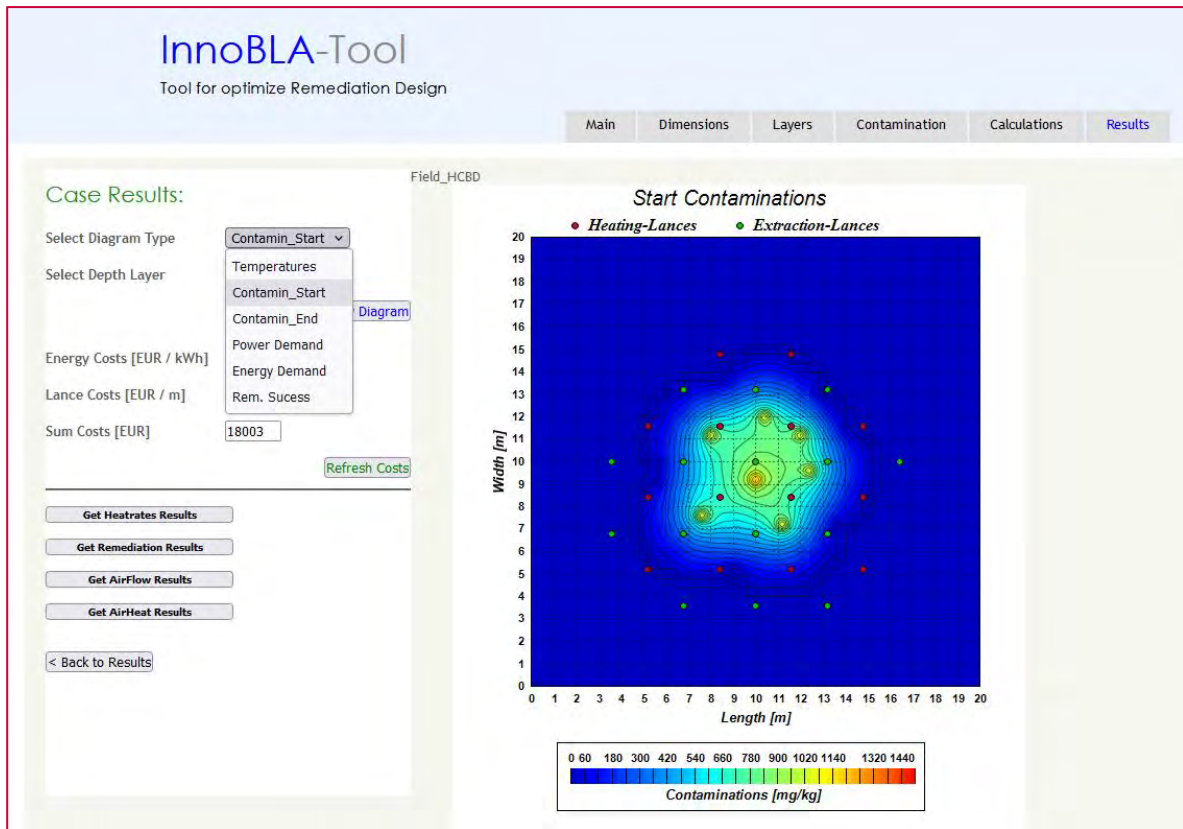 InnoBLA-Tool
Tool for optimize Remediation Design
Main Dimensions Layers Contamination Calculations Results
Case Results:
Select Diagram Type
Contamin_Start
Temperatures
Contamin_Start
Contamin_End
Power Demand
Energy Demand
Rem. Sucess
Select Depth Layer
Diagram
Energy Costs [EUR / kWh]
Lance Costs [EUR / m]
Sum Costs [EUR]
18003
Refresh Costs
Get Heatrates Results
Get Remediation Results
Get AirFlow Results
Get AirHeat Results
< Back to Results
Field_HCBD
Start Contaminations
Heating-Lances Extraction-Lances
20
19
18
17
16
15
14
13
12
11
10
9
8
7
6
5
4
3
2
1
0
Width [m]
0 1 2 3 4 5 6 7 8 9 10 11 12 13 14 15 16 17 18 19 20
Length [m]
0 60 180 300 420 540 660 780 900 1020 1140 1320 1440
Contaminations [mg/kg]